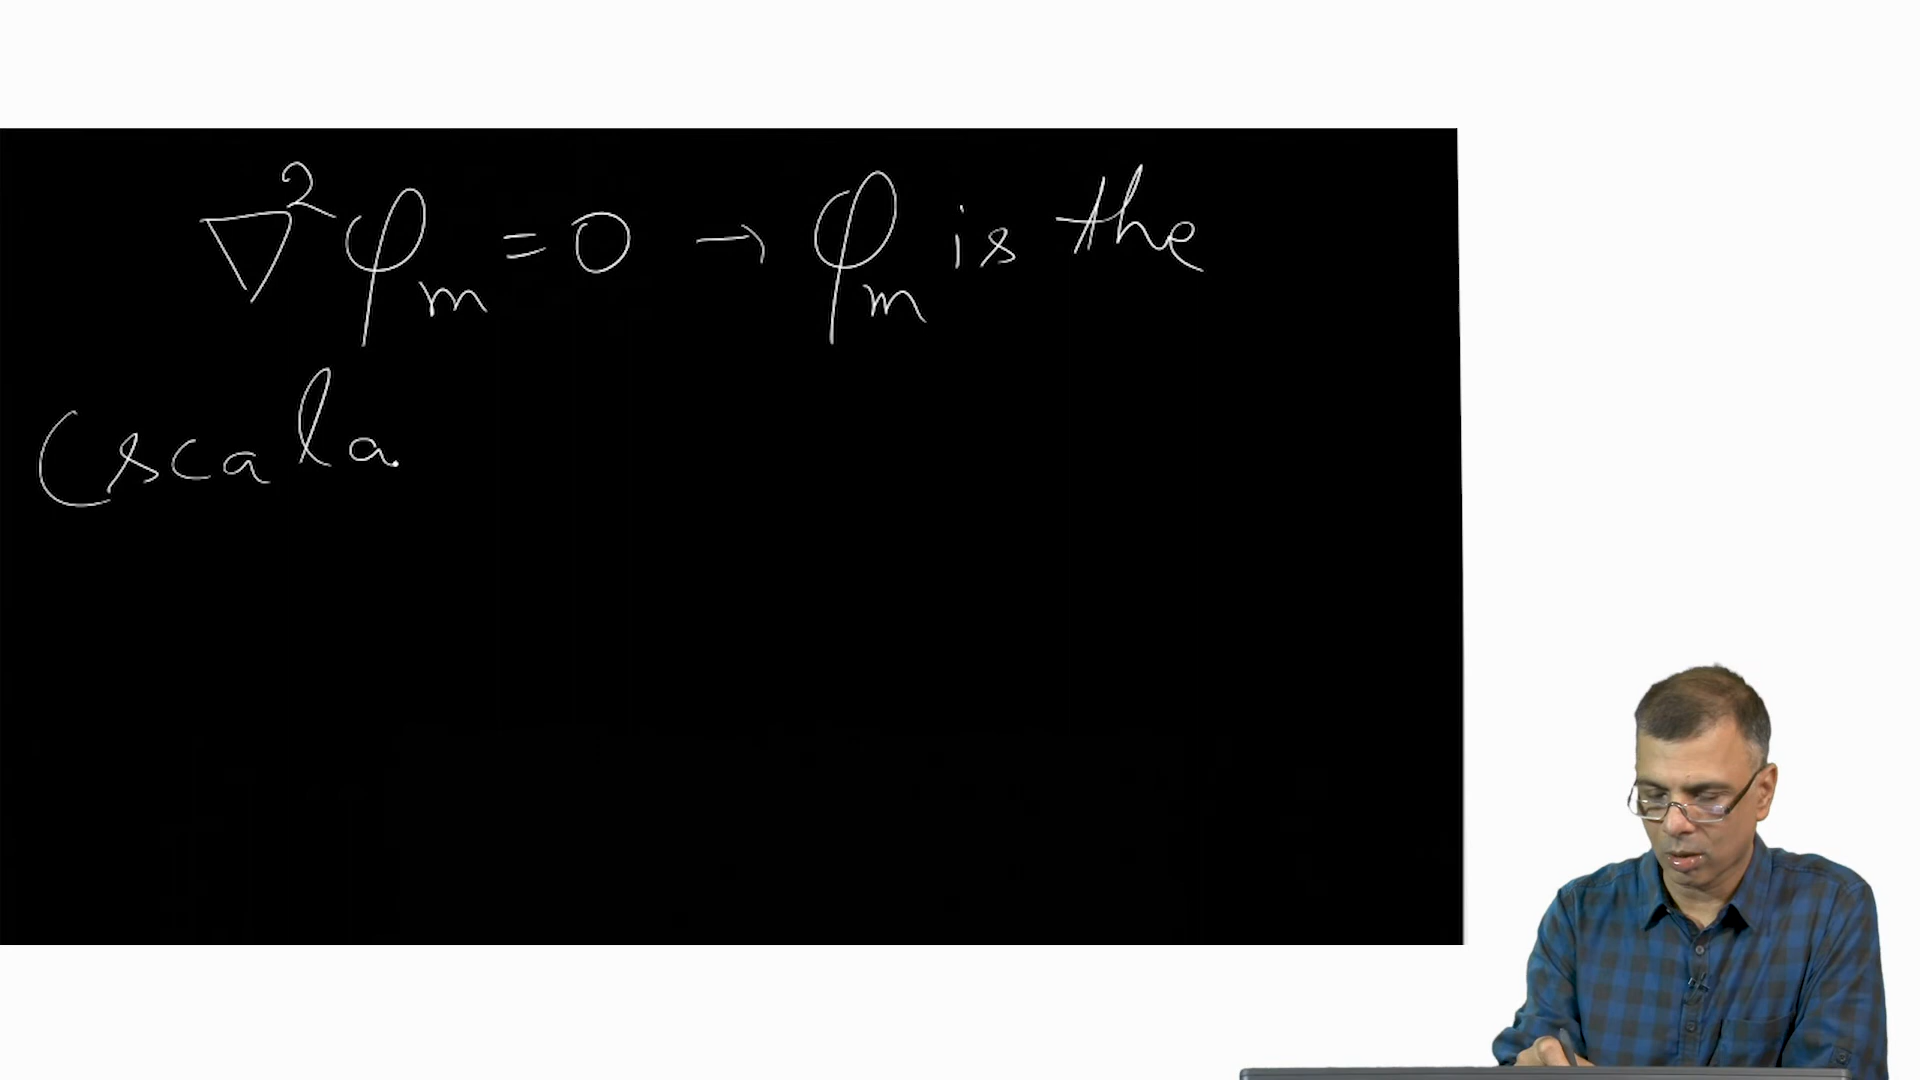 ∇²φₘ = 0 → φₘ is the
(scala